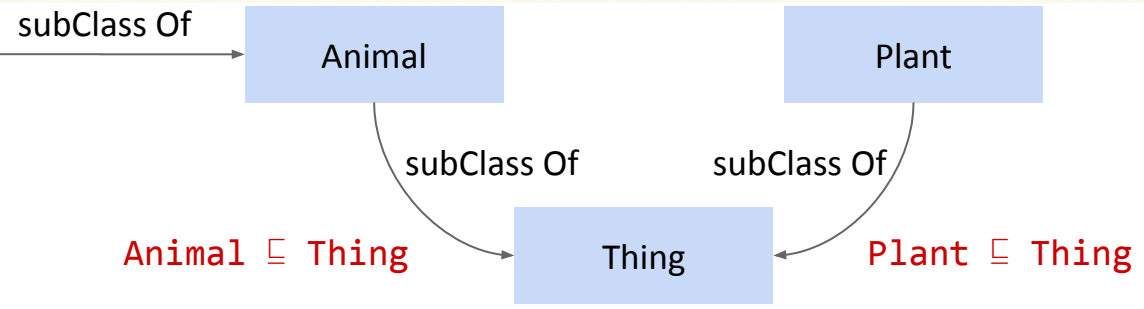 subClass Of
Animal
Plant
subClass Of
subClass Of
Animal ⊑ Thing
Thing
Plant ⊑ Thing